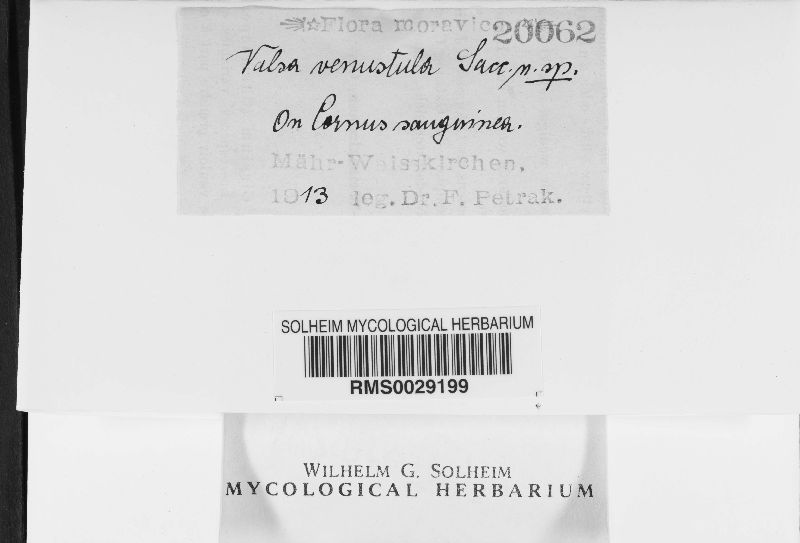 Flora moravica
20062
Valsa venustula Sacc. n. sp.
On Cornus sanguinea.
Mähr-Weisskirchen,
1913 leg. Dr. F. Petrak.
SOLHEIM MYCOLOGICAL HERBARIUM
RMS0029199
WILHELM G. SOLHEIM
MYCOLOGICAL HERBARIUM